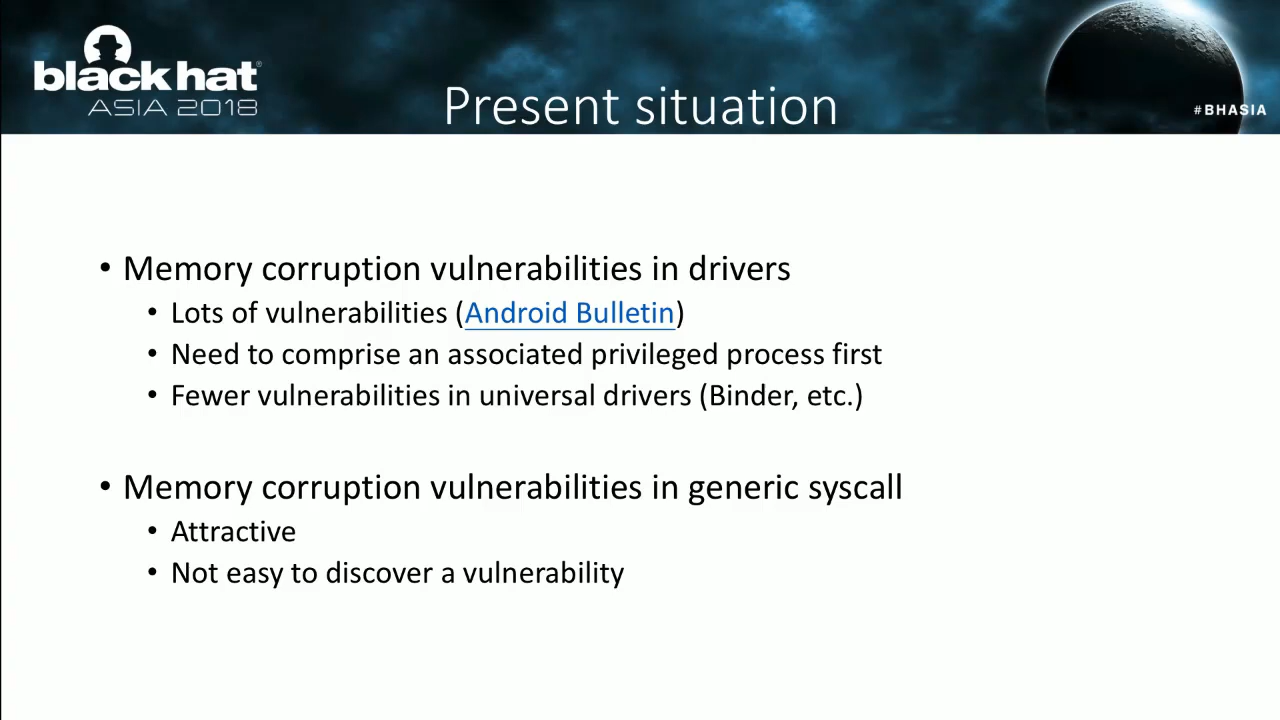 black hat®
ASIA 2018
Present situation
#BHASIA
• Memory corruption vulnerabilities in drivers
• Lots of vulnerabilities (Android Bulletin)
• Need to comprise an associated privileged process first
• Fewer vulnerabilities in universal drivers (Binder, etc.)
• Memory corruption vulnerabilities in generic syscall
• Attractive
• Not easy to discover a vulnerability